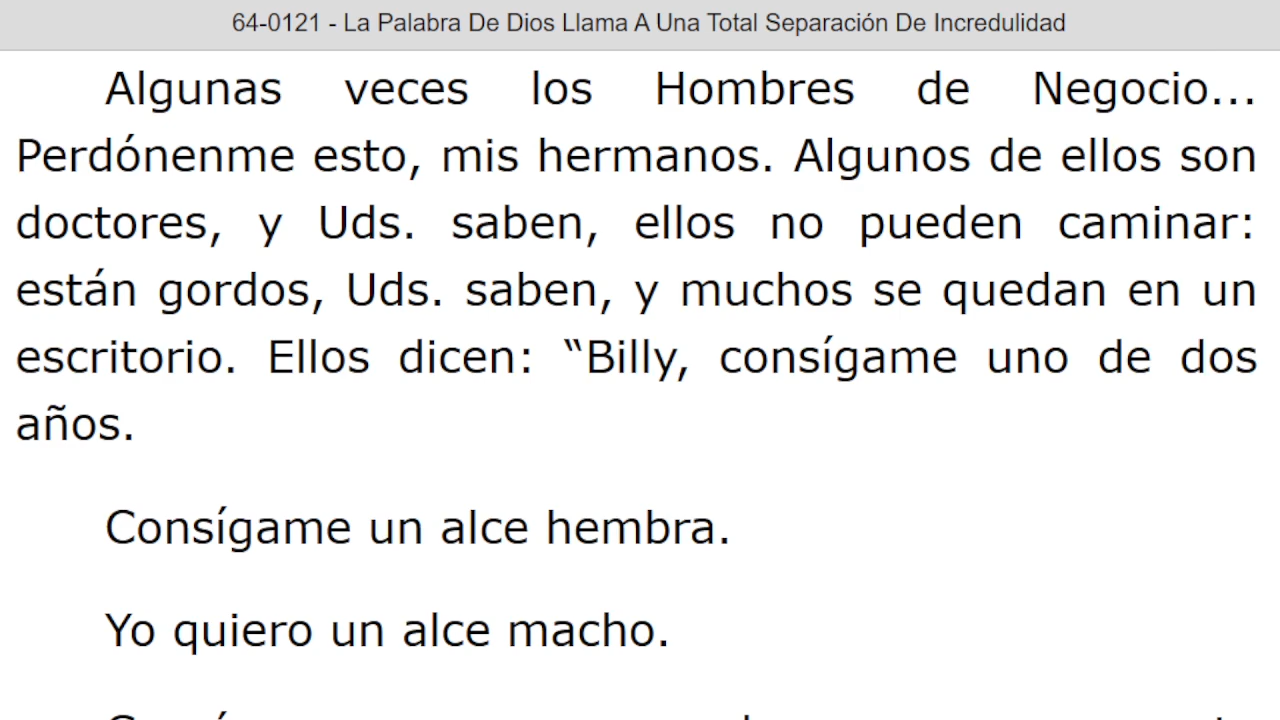 64-0121 - La Palabra De Dios Llama A Una Total Separación De Incredulidad
Algunas veces los Hombres de Negocio...
Perdónenme esto, mis hermanos. Algunos de ellos son
doctores, y Uds. saben, ellos no pueden caminar:
están gordos, Uds. saben, y muchos se quedan en un
escritorio. Ellos dicen: “Billy, consígame uno de dos
años.
Consígame un alce hembra.
Yo quiero un alce macho.